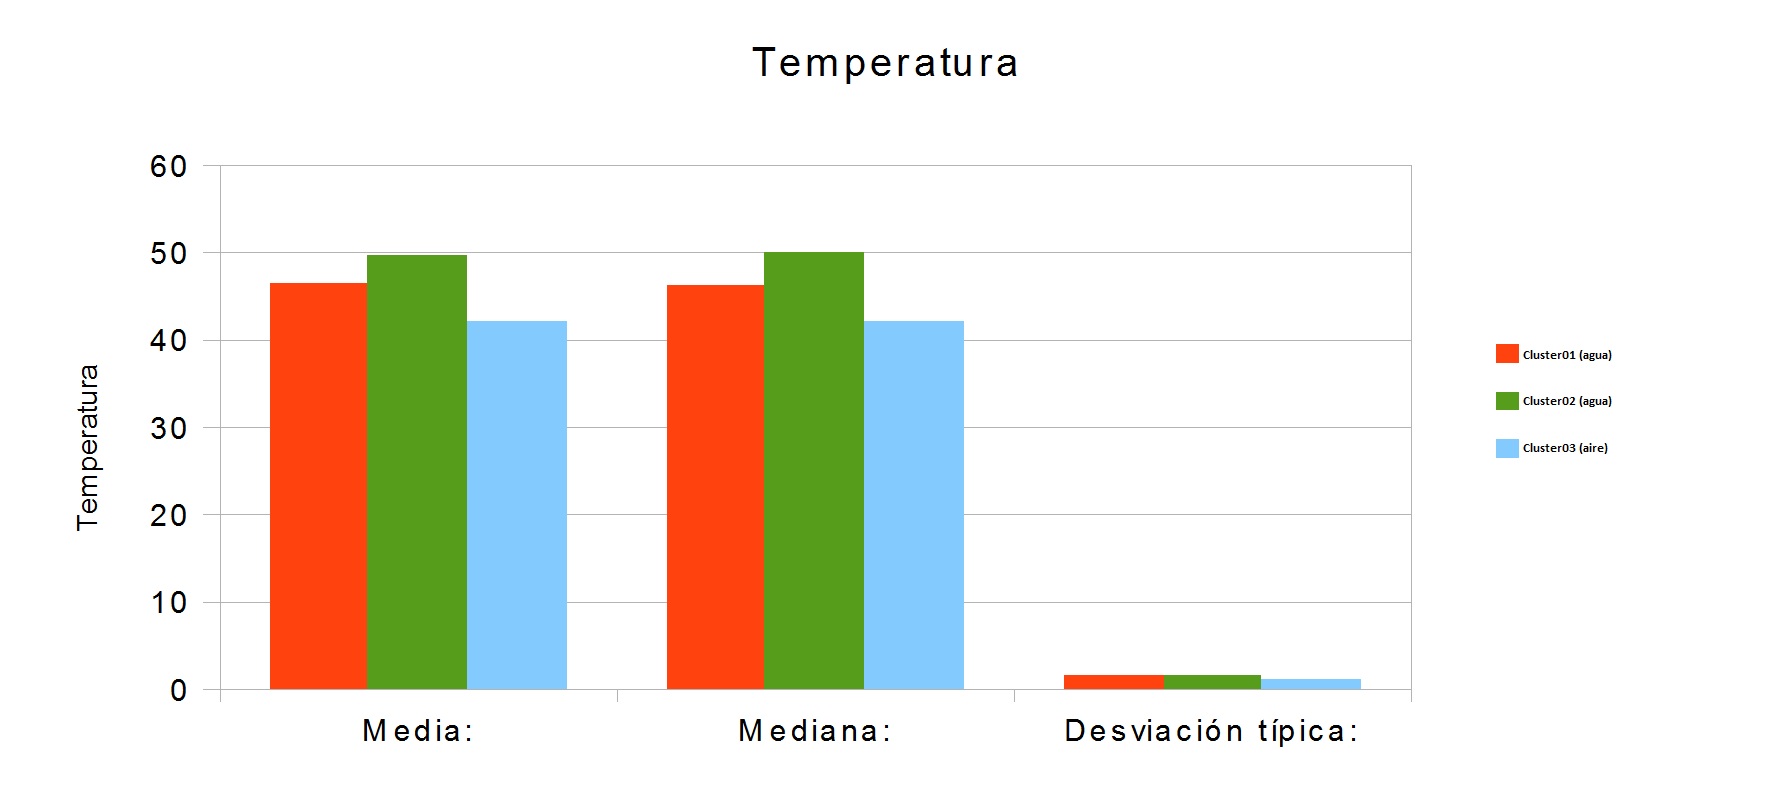 Temperatura
60
50
40
30
20
10
0
Temperatura
Media:
Mediana:
Desviación típica:
Cluster01 (agua)
Cluster02 (agua)
Cluster03 (aire)